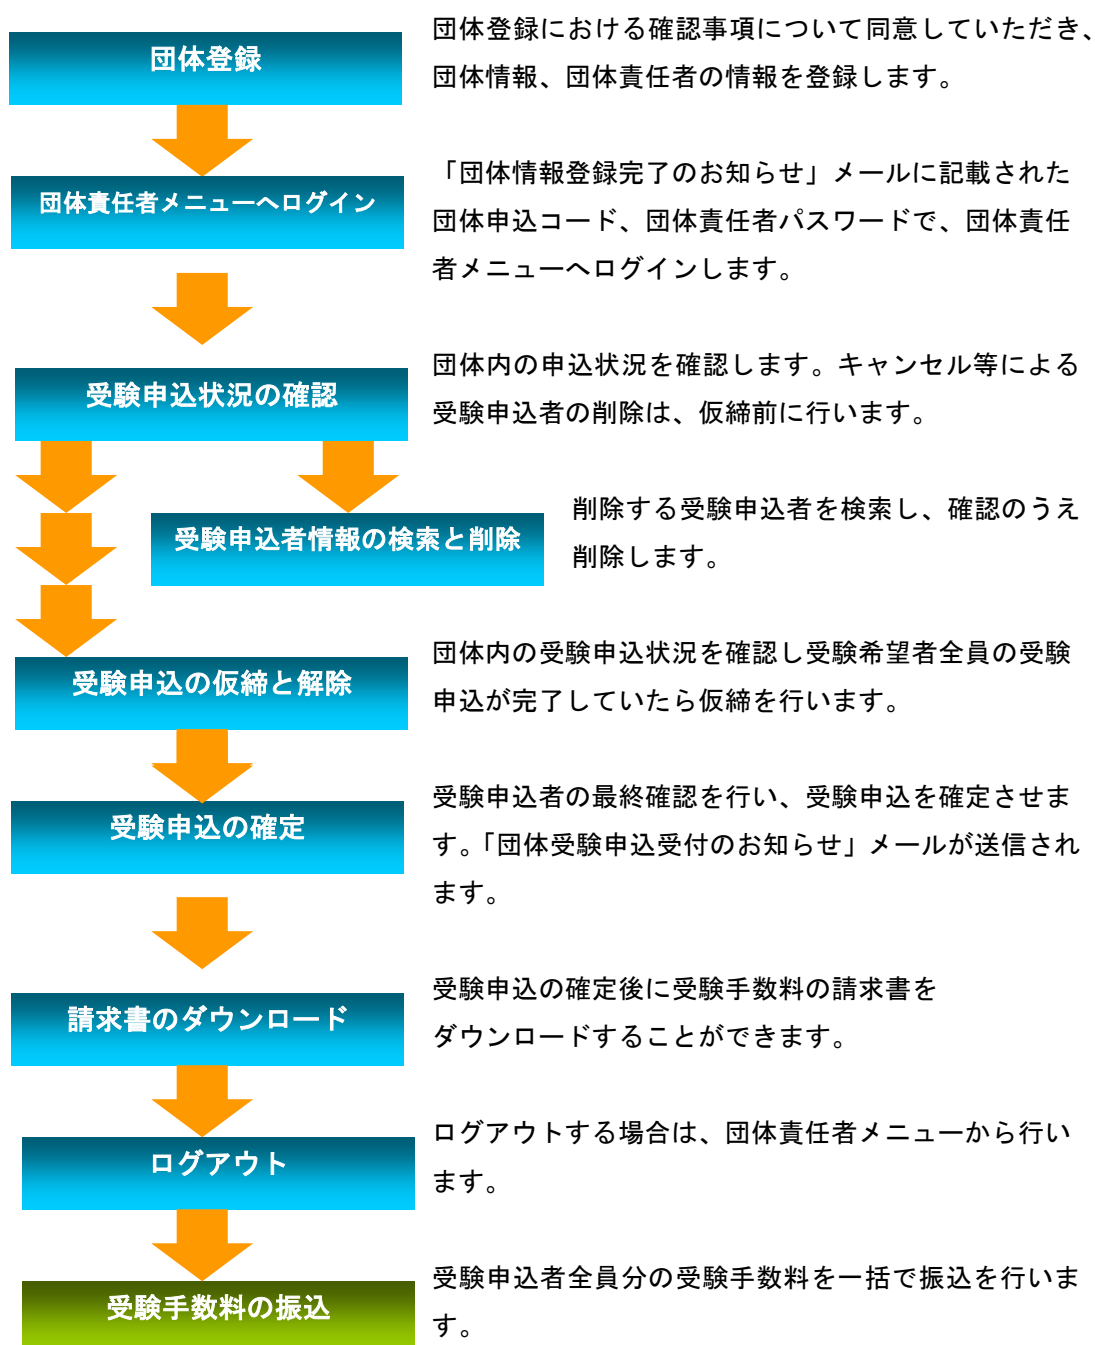 団体登録
団体登録における確認事項について同意していただき、
団体情報、団体責任者の情報を登録します。
団体責任者メニューへログイン
「団体情報登録完了のお知らせ」メールに記載された
団体申込コード、団体責任者パスワードで、団体責任
者メニューへログインします。
受験申込状況の確認
団体内の申込状況を確認します。キャンセル等による
受験申込者の削除は、仮締前に行います。
受験申込者情報の検索と削除
削除する受験申込者を検索し、確認のうえ
削除します。
受験申込の仮締と解除
団体内の受験申込状況を確認し受験希望者全員の受験
申込が完了していたら仮締を行います。
受験申込の確定
受験申込者の最終確認を行い、受験申込を確定させま
す。「団体受験申込受付のお知らせ」メールが送信され
ます。
請求書のダウンロード
受験申込の確定後に受験手数料の請求書を
ダウンロードすることができます。
ログアウト
ログアウトする場合は、団体責任者メニューから行い
ます。
受験手数料の振込
受験申込者全員分の受験手数料を一括で振込を行いま
す。